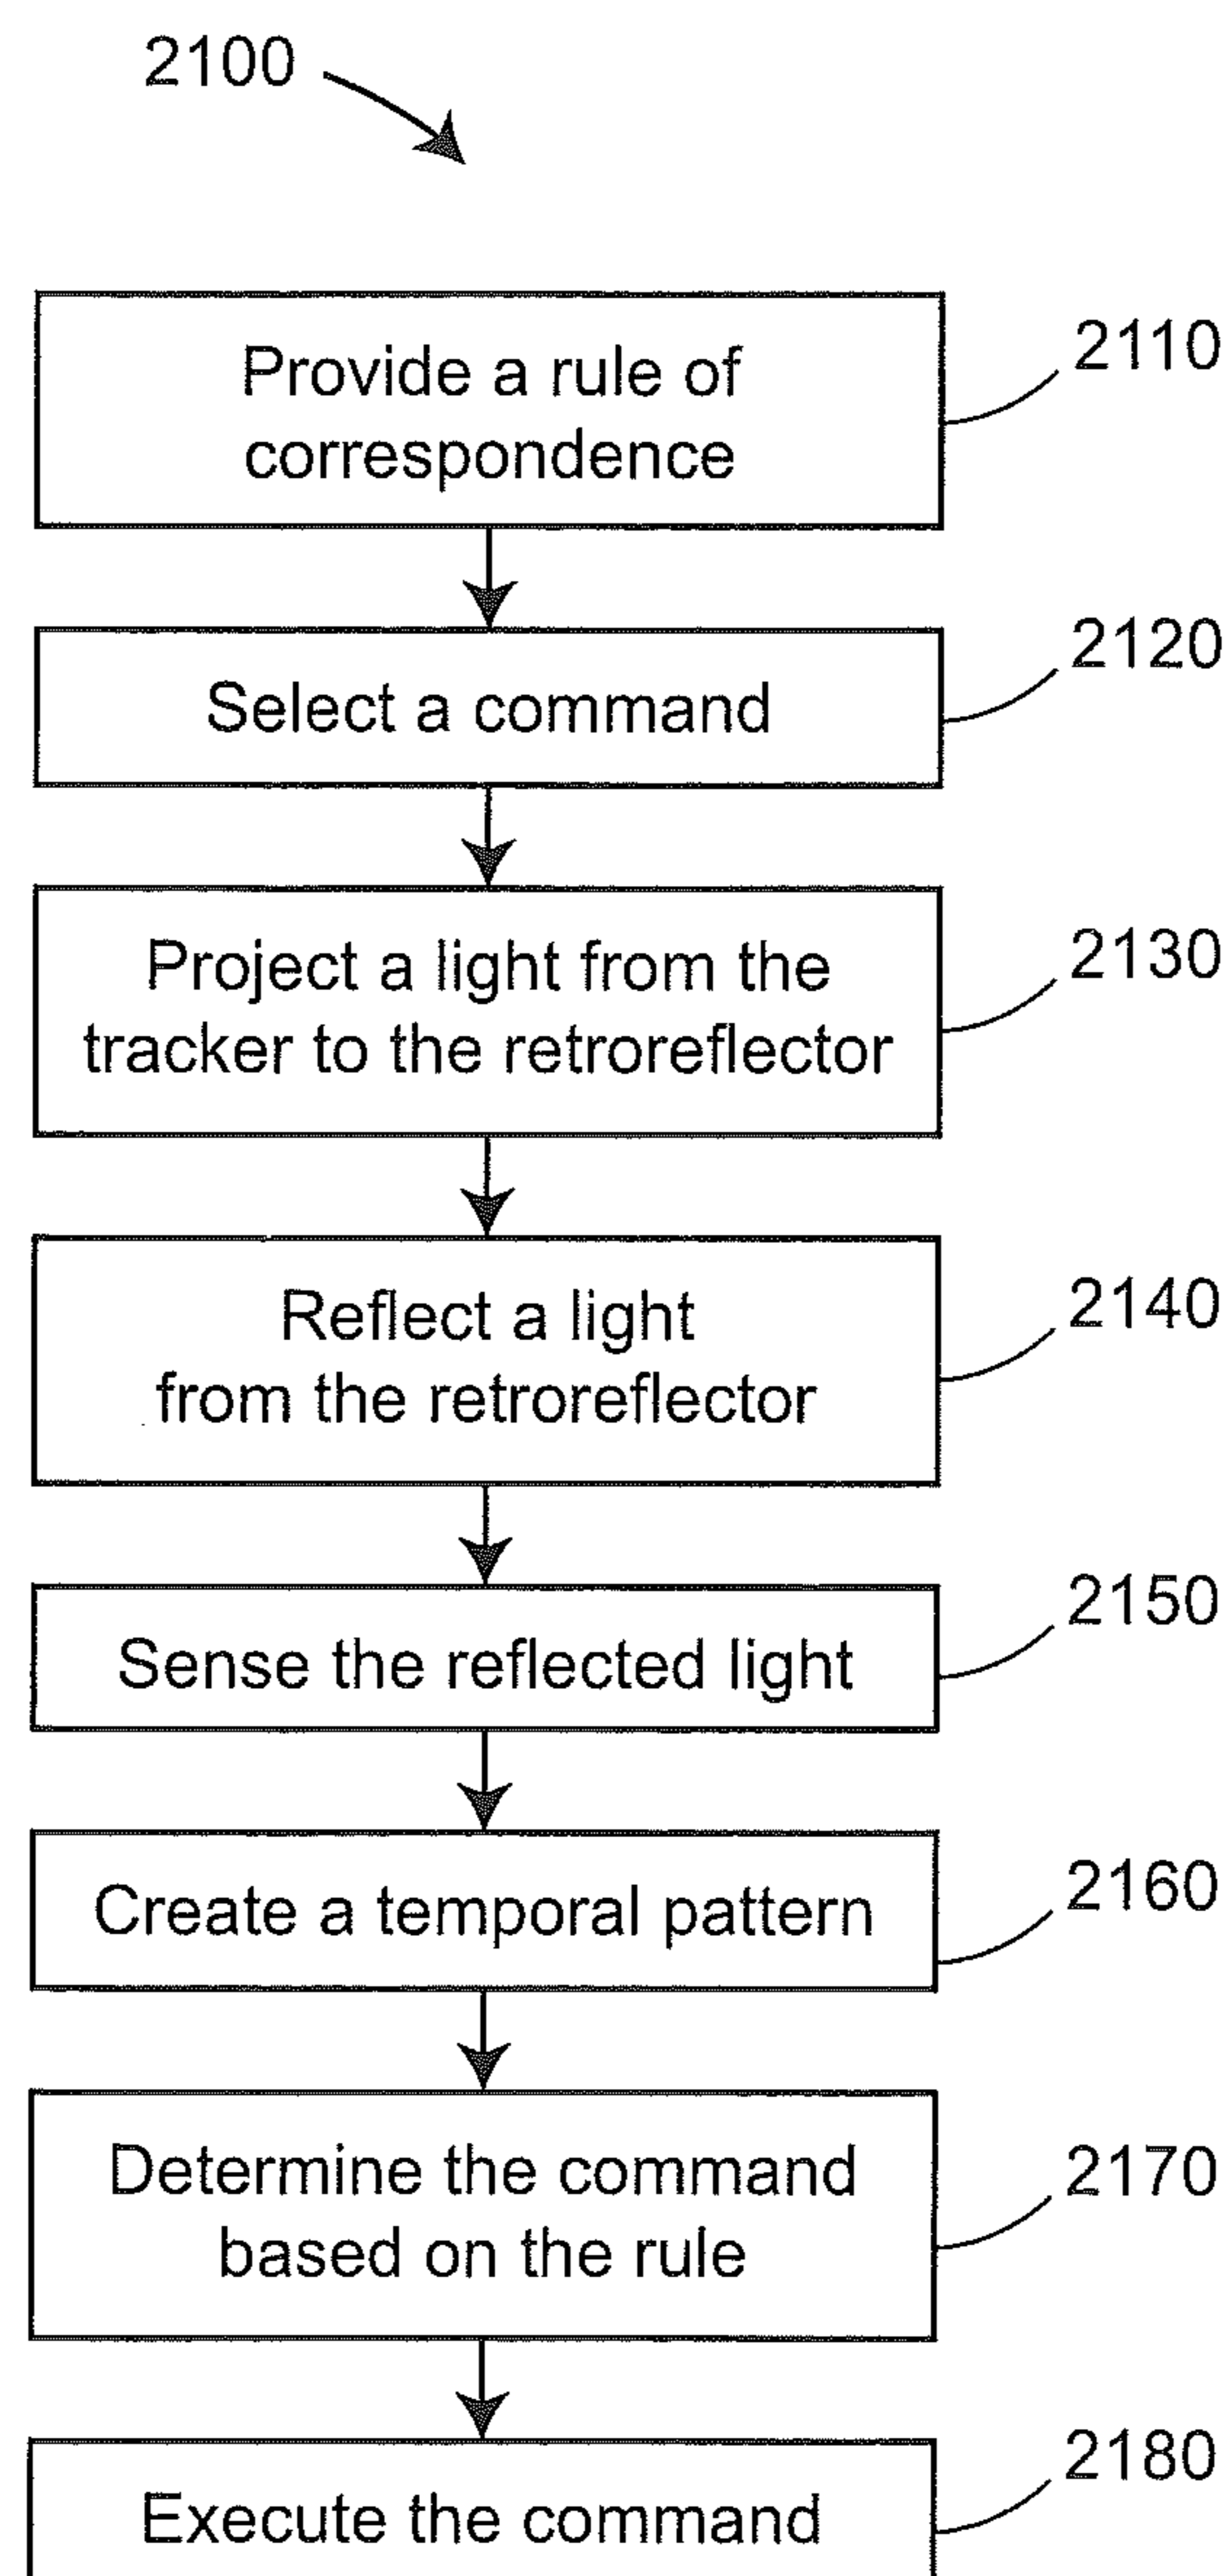 2100
Provide a rule of
correspondence
2110
Select a command
2120
Project a light from the
tracker to the retroreflector
2130
Reflect a light
from the retroreflector
2140
Sense the reflected light
2150
Create a temporal pattern
2160
Determine the command
based on the rule
2170
Execute the command
2180